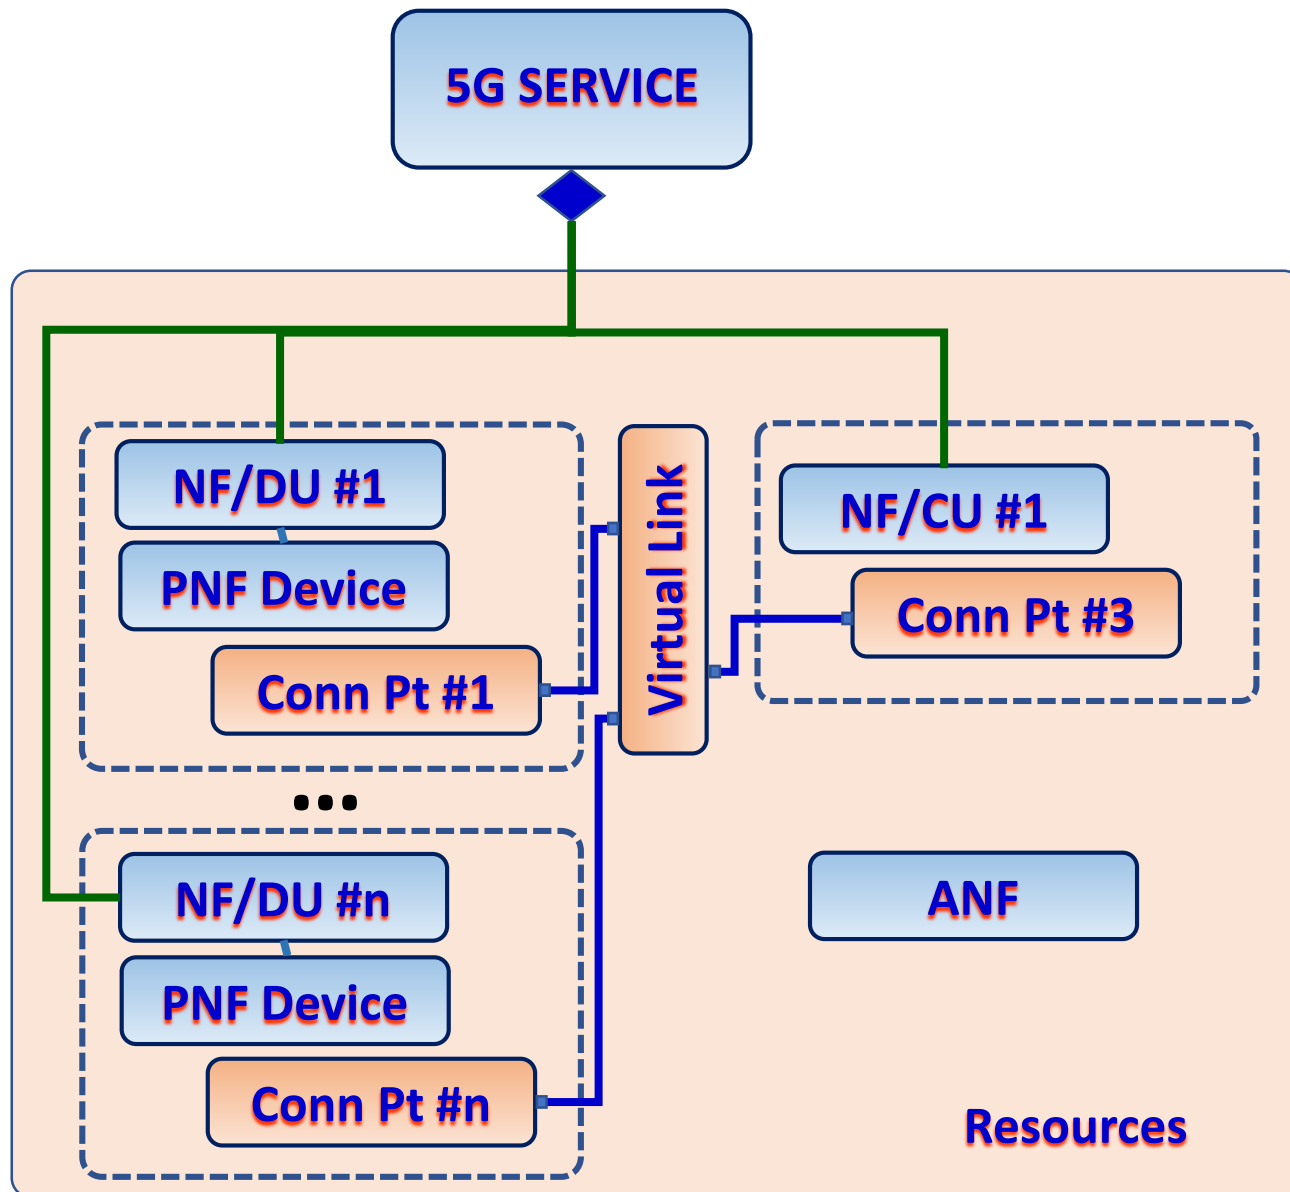 5G SERVICE
NF/DU #1
PNF Device
Conn Pt #1
Virtual Link
NF/CU #1
Conn Pt #3
...
NF/DU #n
PNF Device
Conn Pt #n
ANF
Resources